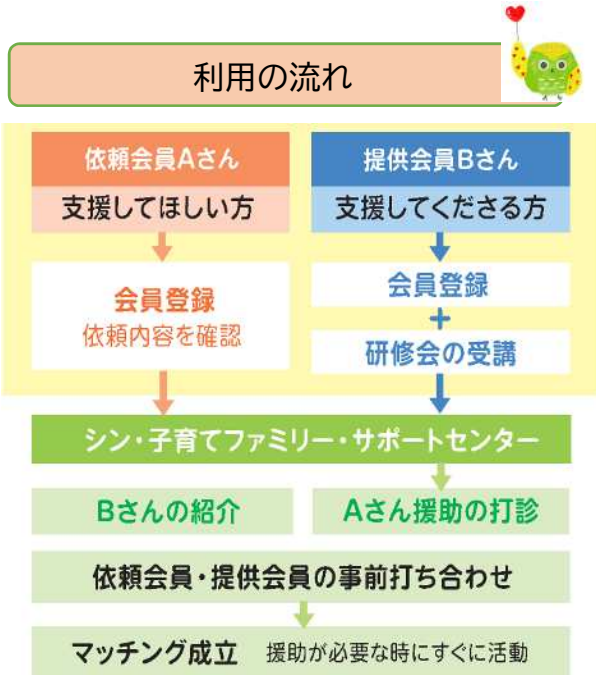 利用の流れ
依頼会員Aさん
支援してほしい方
会員登録
依頼内容を確認
提供会員Bさん
支援してくださる方
会員登録
+
研修会の受講
シン・子育てファミリー・サポートセンター
Bさんの紹介
Aさん援助の打診
依頼会員・提供会員の事前打ち合わせ
マッチング成立 援助が必要な時にすぐに活動